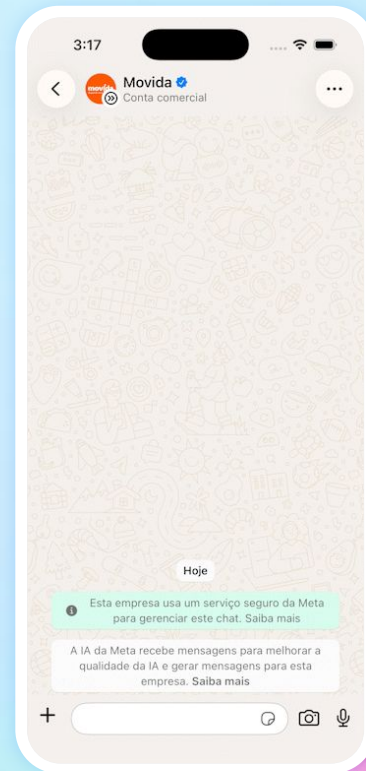 3:17
movida
Movida
Conta comercial
Hoje
Esta empresa usa um serviço seguro da Meta
para gerenciar este chat. Saiba mais
A IA da Meta recebe mensagens para melhorar a
qualidade da IA e gerar mensagens para esta
empresa. Saiba mais